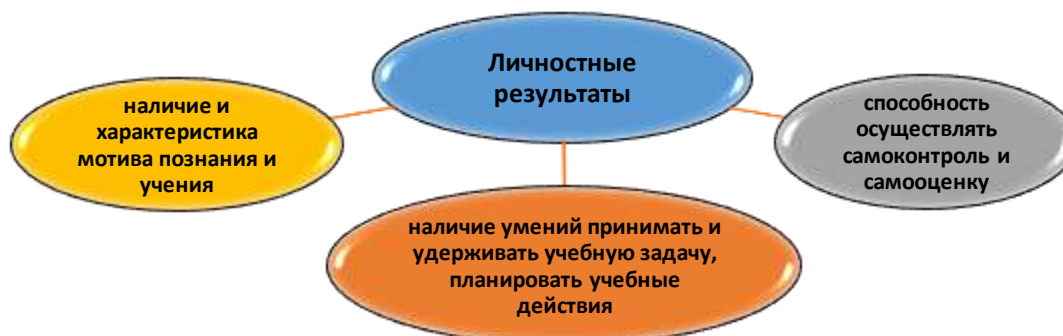 Личностные
результаты
наличие и
характеристика
мотива познания и
учения
способность
осуществлять
самоконтроль и
самооценку
наличие умений принимать и
удерживать учебную задачу,
планировать учебные
действия